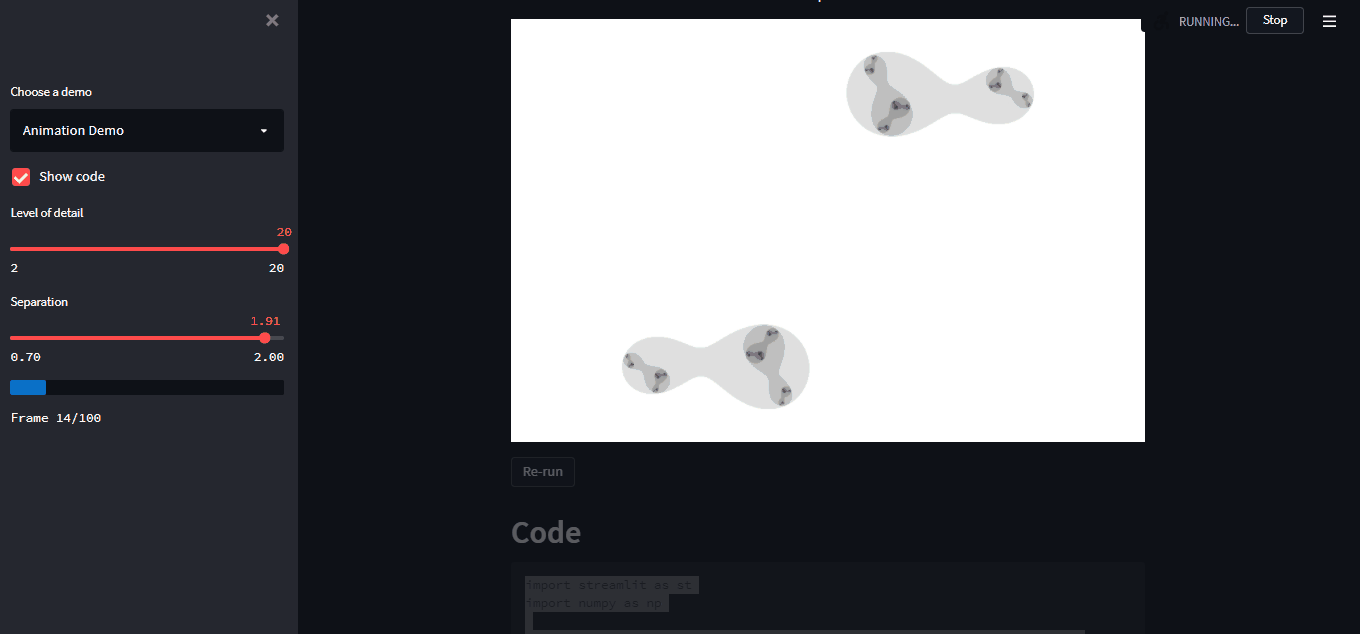 RUNNING...
Stop
Choose a demo
Animation Demo
Show code
Level of detail
20
2
20
Separation
1.91
0.70
2.00
Frame 14/100
Re-run
Code
import streamlit as st
import numpy as np